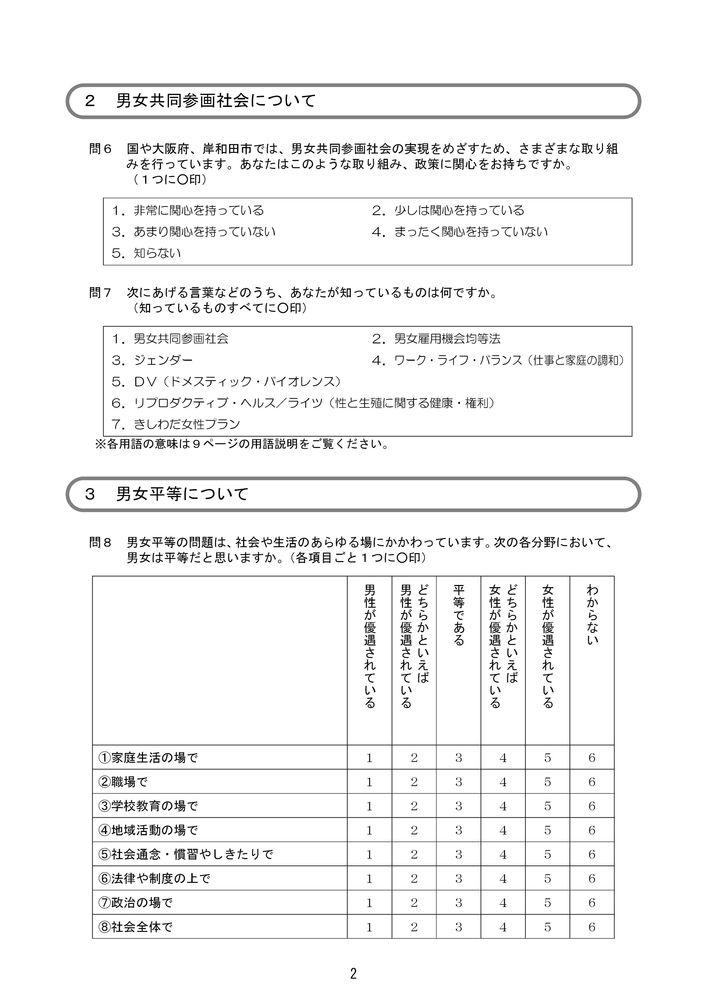 ２　男女共同参画社会について
問６　国や大阪府、岸和田市では、男女共同参画社会の実現をめざすため、さまざまな取り組
みを行っています。あなたはこのような取り組み、政策に関心をお持ちですか。
（１つに〇印）
１．非常に関心を持っている　２．少しは関心を持っている
３．あまり関心を持っていない　４．まったく関心を持っていない
５．知らない
問７　次にあげる言葉などのうち、あなたが知っているものは何ですか。
（知っているものすべてに〇印）
１．男女共同参画社会　２．男女雇用機会均等法
３．ジェンダー　４．ワーク・ライフ・バランス（仕事と家庭の調和）
５．ＤＶ（ドメスティック・バイオレンス）
６．リプロダクティブ・ヘルス／ライツ（性と生殖に関する健康・権利）
７．きしわだ女性プラン
※各用語の意味は９ページの用語説明をご覧ください。
３　男女平等について
問８　男女平等の問題は、社会や生活のあらゆる場にかかわっています。次の各分野において、
男女は平等だと思いますか。（各項目ごと１つに〇印）
男性が優遇されている
どちらかといえば
男性が優遇されている
平等である
どちらかといえば
女性が優遇されている
女性が優遇されている
わからない
①家庭生活の場で　1　2　3　4　5　6
②職場で　1　2　3　4　5　6
③学校教育の場で　1　2　3　4　5　6
④地域活動の場で　1　2　3　4　5　6
⑤社会通念・慣習やしきたりで　1　2　3　4　5　6
⑥法律や制度の上で　1　2　3　4　5　6
⑦政治の場で　1　2　3　4　5　6
⑧社会全体で　1　2　3　4　5　6
2